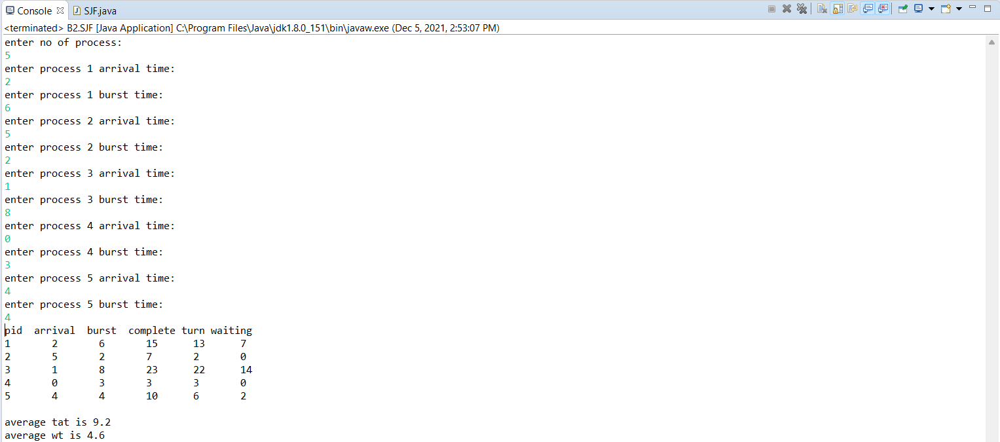 Console SJF.java
<terminated> B2.SJF [Java Application] C:\Program Files\Java\jdk1.8.0_151\bin\javaw.exe (Dec 5, 2021, 2:53:07 PM)
enter no of process:
5
enter process 1 arrival time:
2
enter process 1 burst time:
6
enter process 2 arrival time:
5
enter process 2 burst time:
2
enter process 3 arrival time:
1
enter process 3 burst time:
8
enter process 4 arrival time:
0
enter process 4 burst time:
3
enter process 5 arrival time:
4
enter process 5 burst time:
4
pid  arrival  burst  complete turn waiting
1       2       6       15      13      7
2       5       2       7       2       0
3       1       8       23      22      14
4       0       3       3       3       0
5       4       4       10      6       2
average tat is 9.2
average wt is 4.6